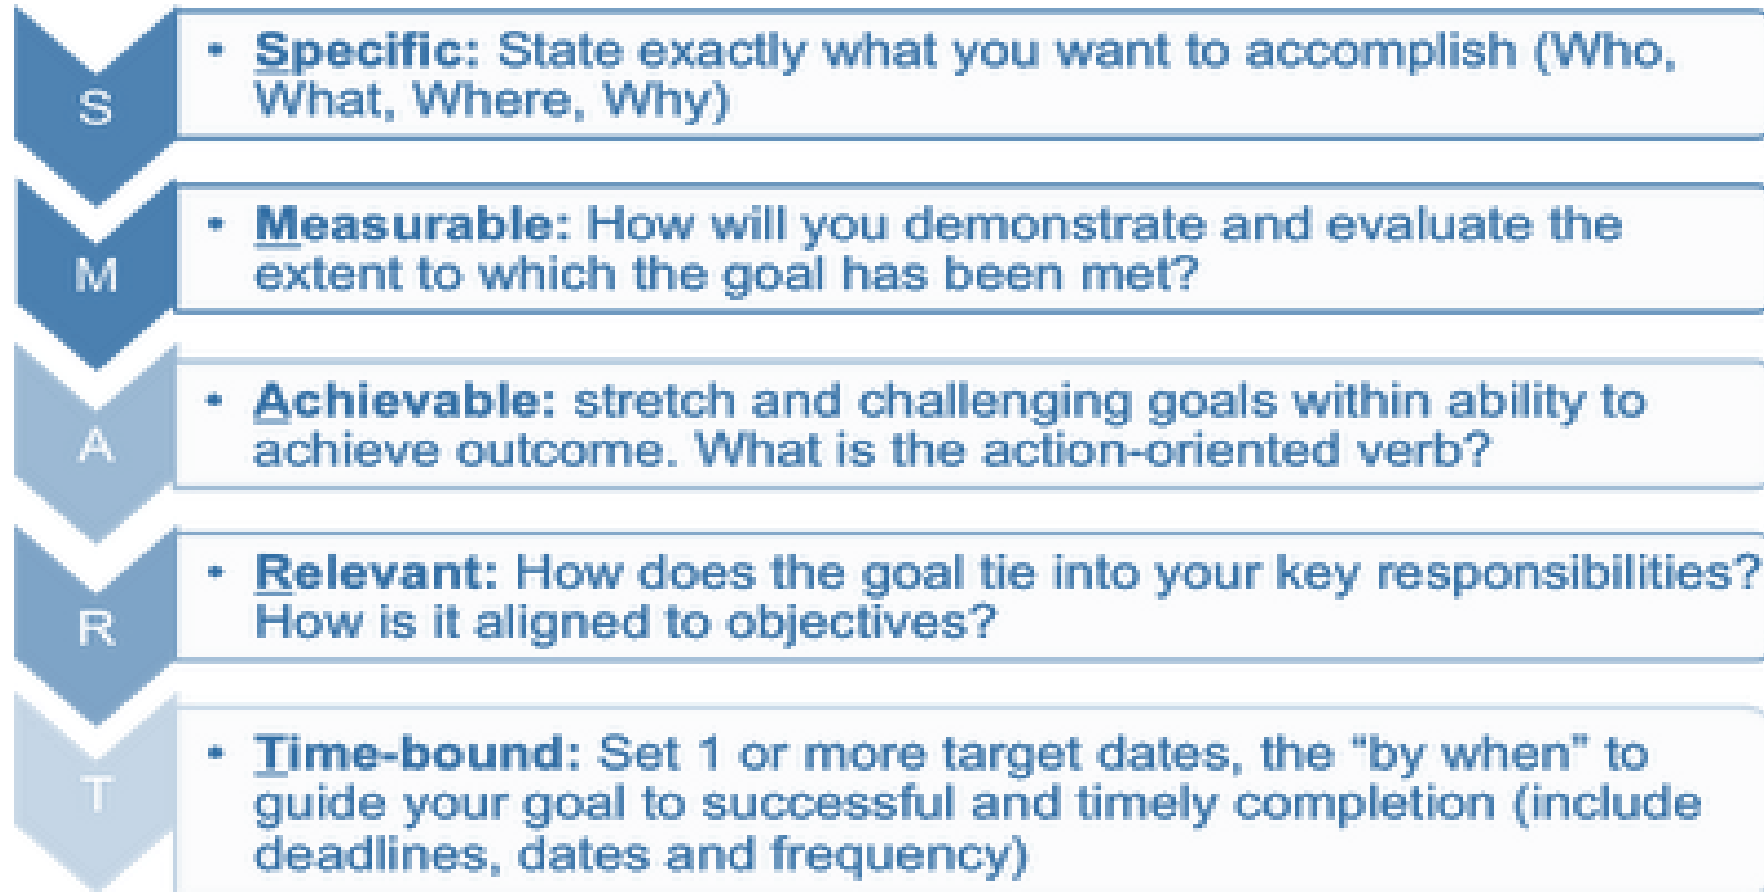 S
• Specific: State exactly what you want to accomplish (Who,
What, Where, Why)
M
• Measurable: How will you demonstrate and evaluate the
extent to which the goal has been met?
A
• Achievable: stretch and challenging goals within ability to
achieve outcome. What is the action-oriented verb?
R
• Relevant: How does the goal tie into your key responsibilities?
How is it aligned to objectives?
T
• Time-bound: Set 1 or more target dates, the “by when” to
guide your goal to successful and timely completion (include
deadlines, dates and frequency)